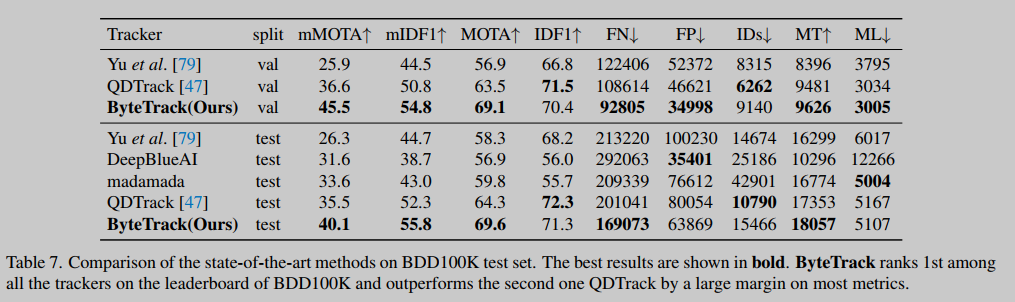 Tracker split mMOTA↑ mIDF1↑ MOTA↑ IDF1↑ FN↓ FP↓ IDs↓ MT↑ ML↓
Yu et al. [79] val 25.9 44.5 56.9 66.8 122406 52372 8315 8396 3795
QDTrack [47] val 36.6 50.8 63.5 71.5 108614 46621 6262 9481 3034
ByteTrack(Ours) val 45.5 54.8 69.1 70.4 92805 34998 9140 9626 3005
Yu et al. [79] test 26.3 44.7 58.3 68.2 213220 100230 14674 16299 6017
DeepBlueAI test 31.6 38.7 56.9 56.0 292063 35401 25186 10296 12266
madamada test 33.6 43.0 59.8 55.7 209339 76612 42901 16774 5004
QDTrack [47] test 35.5 52.3 64.3 72.3 201041 80054 10790 17353 5167
ByteTrack(Ours) test 40.1 55.8 69.6 71.3 169073 63869 15466 18057 5107
Table 7. Comparison of the state-of-the-art methods on BDD100K test set. The best results are shown in bold. ByteTrack ranks 1st among
all the trackers on the leaderboard of BDD100K and outperforms the second one QDTrack by a large margin on most metrics.